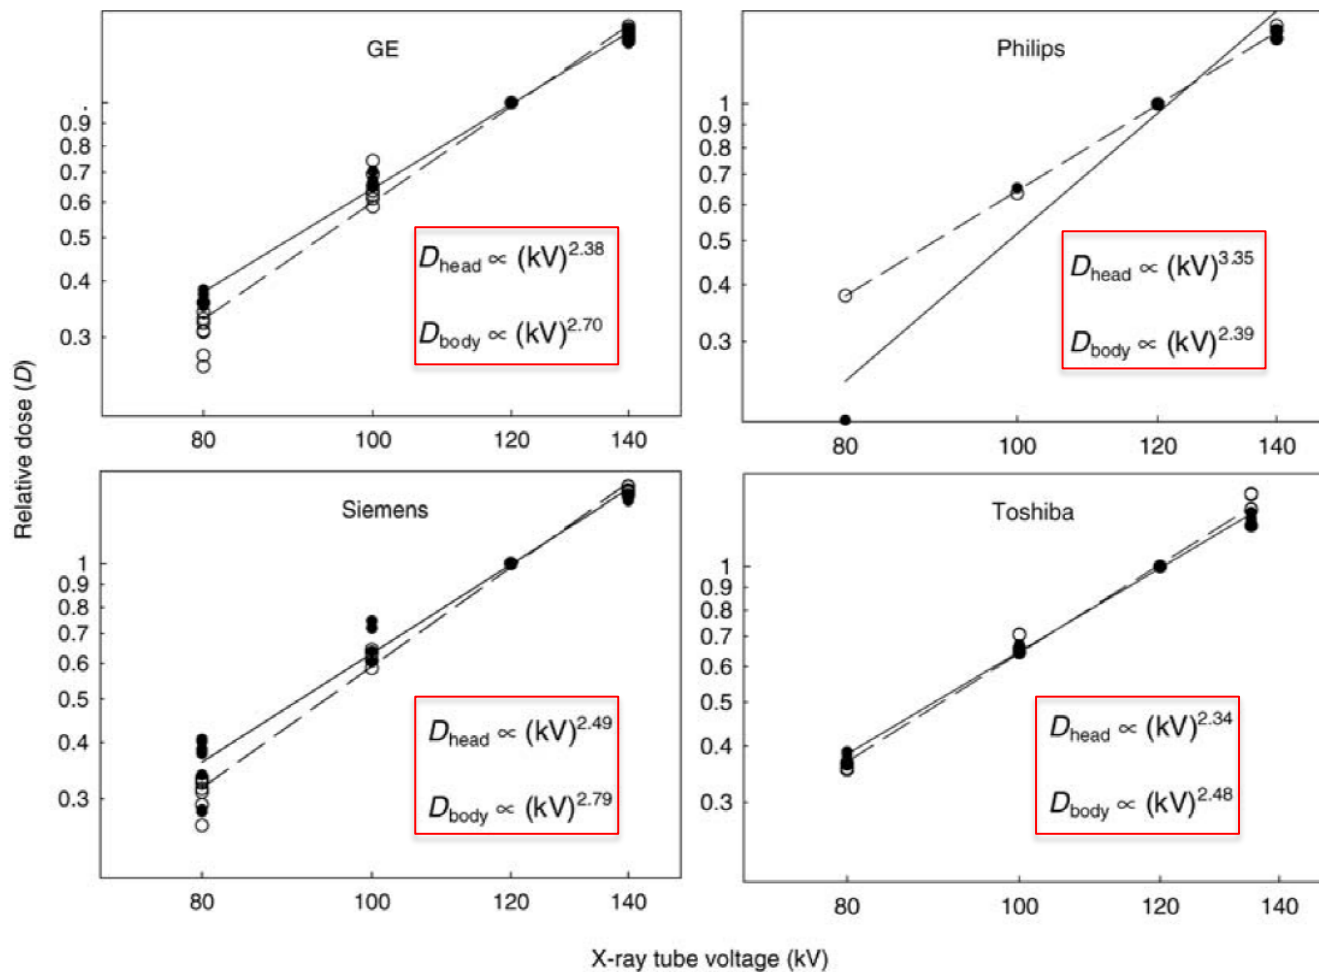 Relative dose (D)
GE
.
0.9
0.8
0.7
0.6
0.5
0.4
0.3
D_head ∝ (kV)^2.38
D_body ∝ (kV)^2.70
80 100 120 140
Philips
1
0.9
0.8
0.7
0.6
0.5
0.4
0.3
D_head ∝ (kV)^3.35
D_body ∝ (kV)^2.39
80 100 120 140
Siemens
1
0.9
0.8
0.7
0.6
0.5
0.4
0.3
D_head ∝ (kV)^2.49
D_body ∝ (kV)^2.79
80 100 120 140
Toshiba
1
0.9
0.8
0.7
0.6
0.5
0.4
0.3
D_head ∝ (kV)^2.34
D_body ∝ (kV)^2.48
80 100 120 140
X-ray tube voltage (kV)